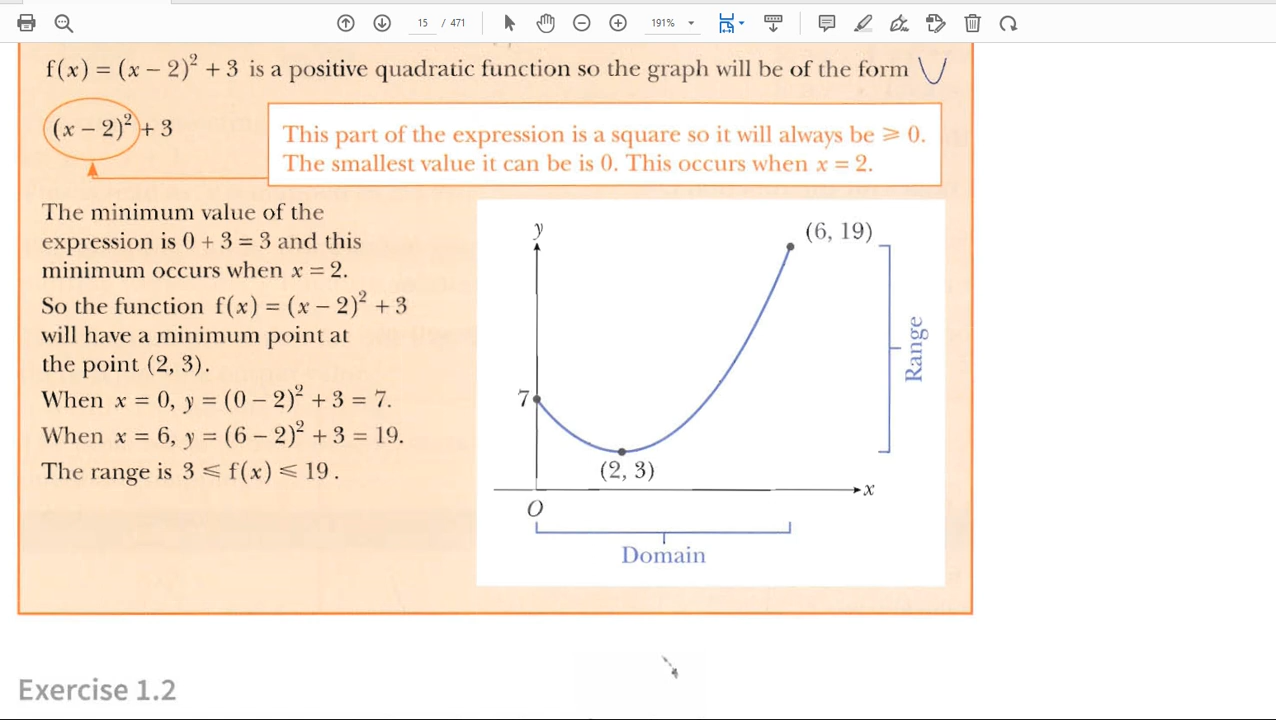 15 / 471
191%
f(x) = (x − 2)² + 3 is a positive quadratic function so the graph will be of the form
(x − 2)² + 3
This part of the expression is a square so it will always be ⩾ 0.
The smallest value it can be is 0. This occurs when x = 2.
The minimum value of the
expression is 0 + 3 = 3 and this
minimum occurs when x = 2.
So the function f(x) = (x − 2)² + 3
will have a minimum point at
the point (2, 3).
When x = 0, y = (0 − 2)² + 3 = 7.
When x = 6, y = (6 − 2)² + 3 = 19.
The range is 3 ⩽ f(x) ⩽ 19.
y
(6, 19)
Range
7
(2, 3)
x
O
Domain
Exercise 1.2